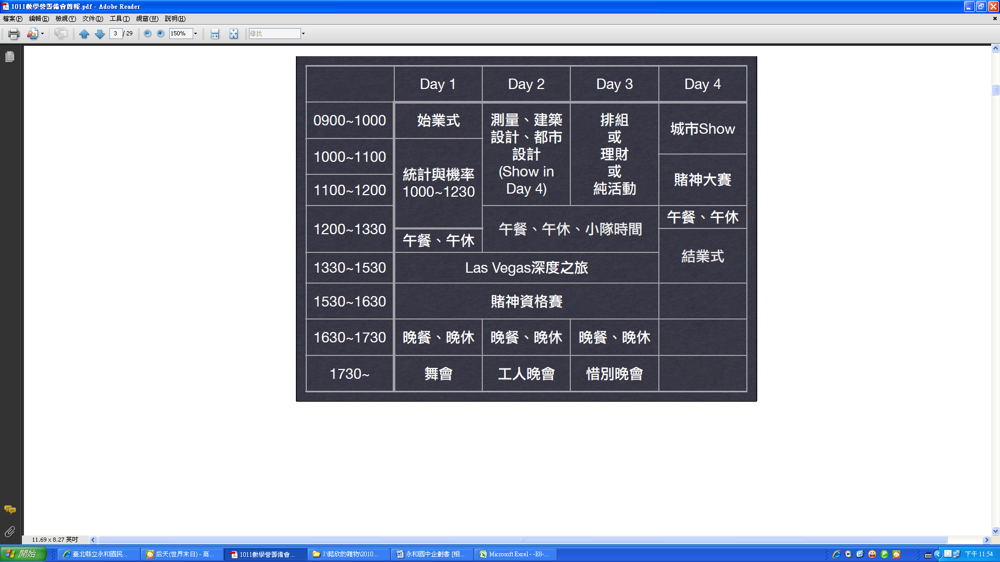 1011數學營籌備會簡報.pdf - Adobe Reader
檔案(F) 編輯(E) 檢視(V) 文件(D) 工具(T) 視窗(W) 說明(H)
3 / 29 150% 尋找
Day 1 Day 2 Day 3 Day 4
0900~1000 始業式
測量、建築
設計、都市
設計
(Show in
Day 4)
排組
或
理財
或
純活動
城市Show
1000~1100
統計與機率
1000~1230
1100~1200
賭神大賽
1200~1330
午餐、午休
午餐、午休、小隊時間
午餐、午休
結業式
1330~1530 Las Vegas深度之旅
1530~1630 賭神資格賽
1630~1730 晚餐、晚休 晚餐、晚休 晚餐、晚休
1730~ 舞會 工人晚會 惜別晚會
11.69 x 8.27 英吋
開始 臺北縣立永和國民... 后天(世界末日) - 高... 1011數學營籌備會... J:\懿欣的雜物\2010... 永和國中企劃書 [相... Microsoft Excel - -E8-... 下午 11:54